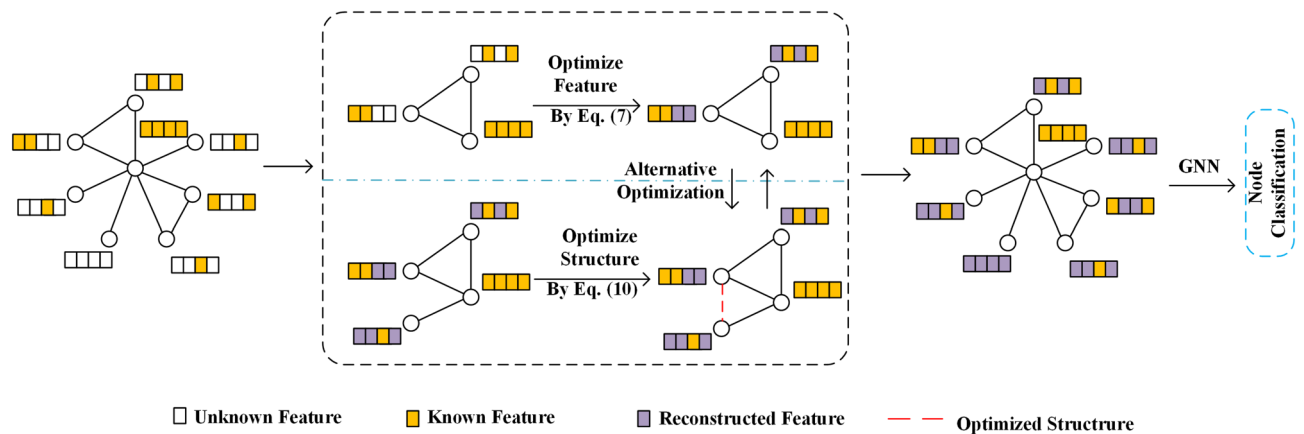 Optimize
Feature
By Eq. (7)
Alternative
Optimization
Optimize
Structure
By Eq. (10)
GNN
Node
Classification
Unknown Feature
Known Feature
Reconstructed Feature
Optimized Structrure